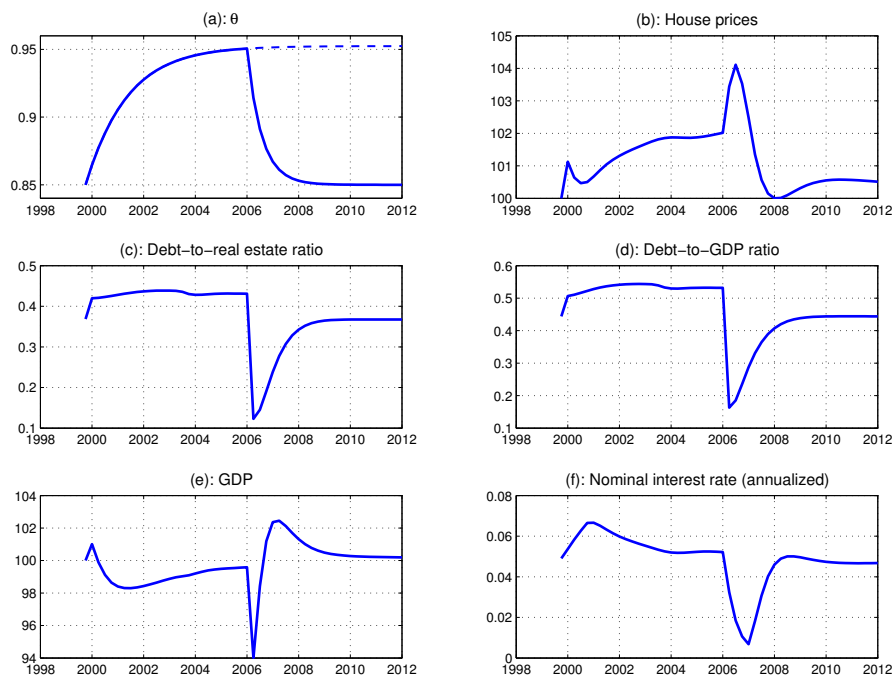 (a): θ
0.95
0.9
0.85
1998 2000 2002 2004 2006 2008 2010 2012
(b): House prices
105
104
103
102
101
100
1998 2000 2002 2004 2006 2008 2010 2012
(c): Debt−to−real estate ratio
0.5
0.4
0.3
0.2
0.1
1998 2000 2002 2004 2006 2008 2010 2012
(d): Debt−to−GDP ratio
0.6
0.5
0.4
0.3
0.2
0.1
1998 2000 2002 2004 2006 2008 2010 2012
(e): GDP
104
102
100
98
96
94
1998 2000 2002 2004 2006 2008 2010 2012
(f): Nominal interest rate (annualized)
0.08
0.06
0.04
0.02
0
1998 2000 2002 2004 2006 2008 2010 2012